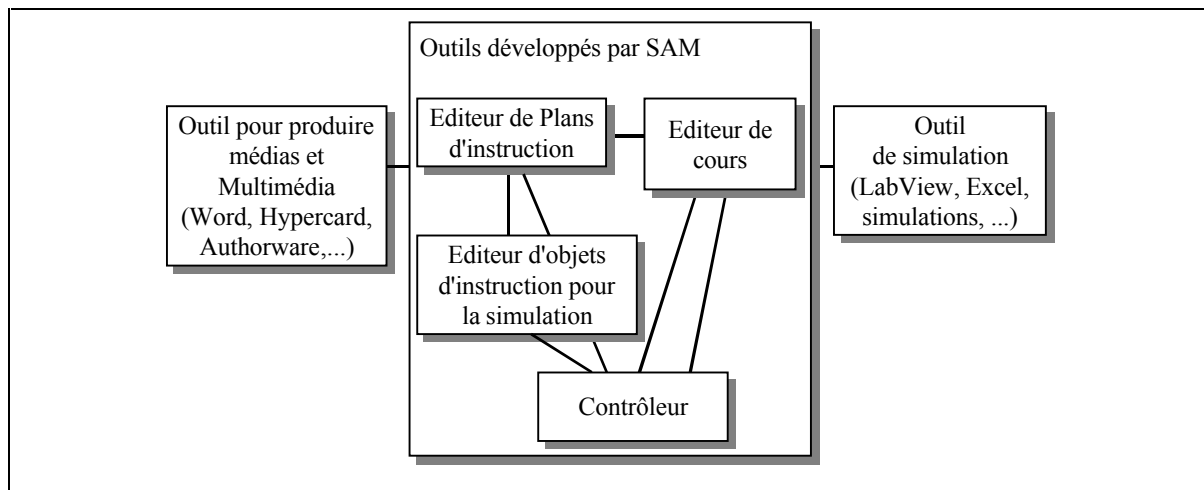 Outils développés par SAM
Outil pour produire
médias et
Multimédia
(Word, Hypercard,
Authorware,...)
Editeur de Plans
d'instruction
Editeur de
cours
Outil
de simulation
(LabView, Excel,
simulations, ...)
Editeur d'objets
d'instruction pour
la simulation
Contrôleur